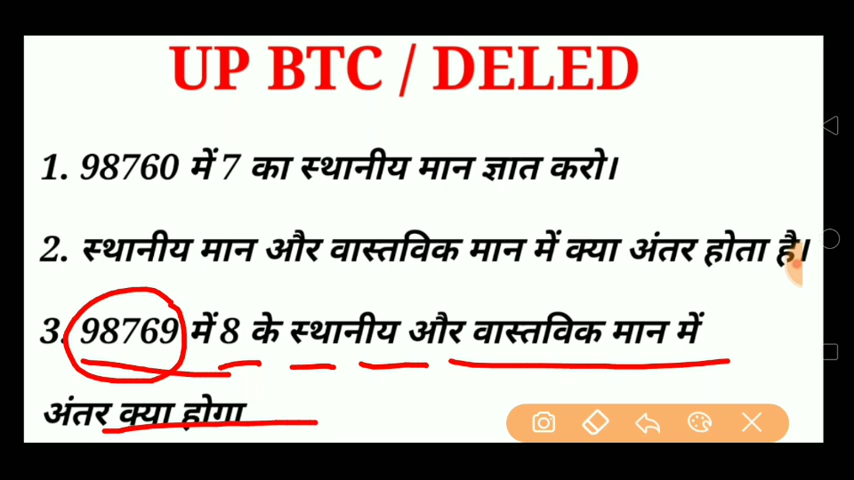 UP BTC / DELED
1. 98760 में 7 का स्थानीय मान ज्ञात करो।
2. स्थानीय मान और वास्तविक मान में क्या अंतर होता है।
3. 98769 में 8 के स्थानीय और वास्तविक मान में
अंतर क्या होगा